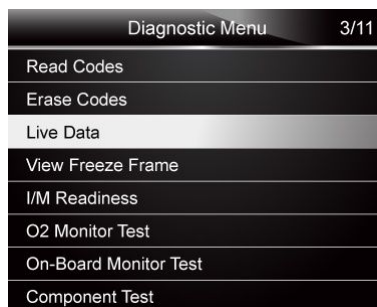 Diagnostic Menu 3/11
Read Codes
Erase Codes
Live Data
View Freeze Frame
I/M Readiness
O2 Monitor Test
On-Board Monitor Test
Component Test